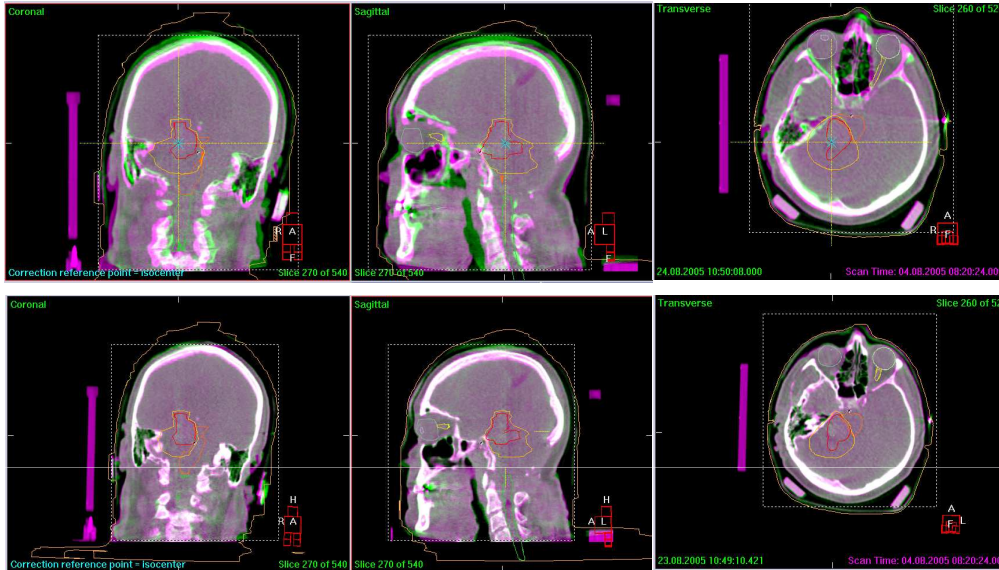 Coronal
Sagittal
Transverse
Slice 260 of 52
R A
F
A L
F
A
R F
Correction reference point = isocenter
Slice 270 of 540
Slice 270 of 540
24.08.2005 10:50:08.000
Scan Time: 04.08.2005 08:20:24.00
Coronal
Sagittal
Transverse
Slice 260 of 52
H
R A
H
A L
A
F L
Correction reference point = isocenter
Slice 270 of 540
Slice 270 of 540
23.08.2005 10:49:10.421
Scan Time: 04.08.2005 08:20:24.00